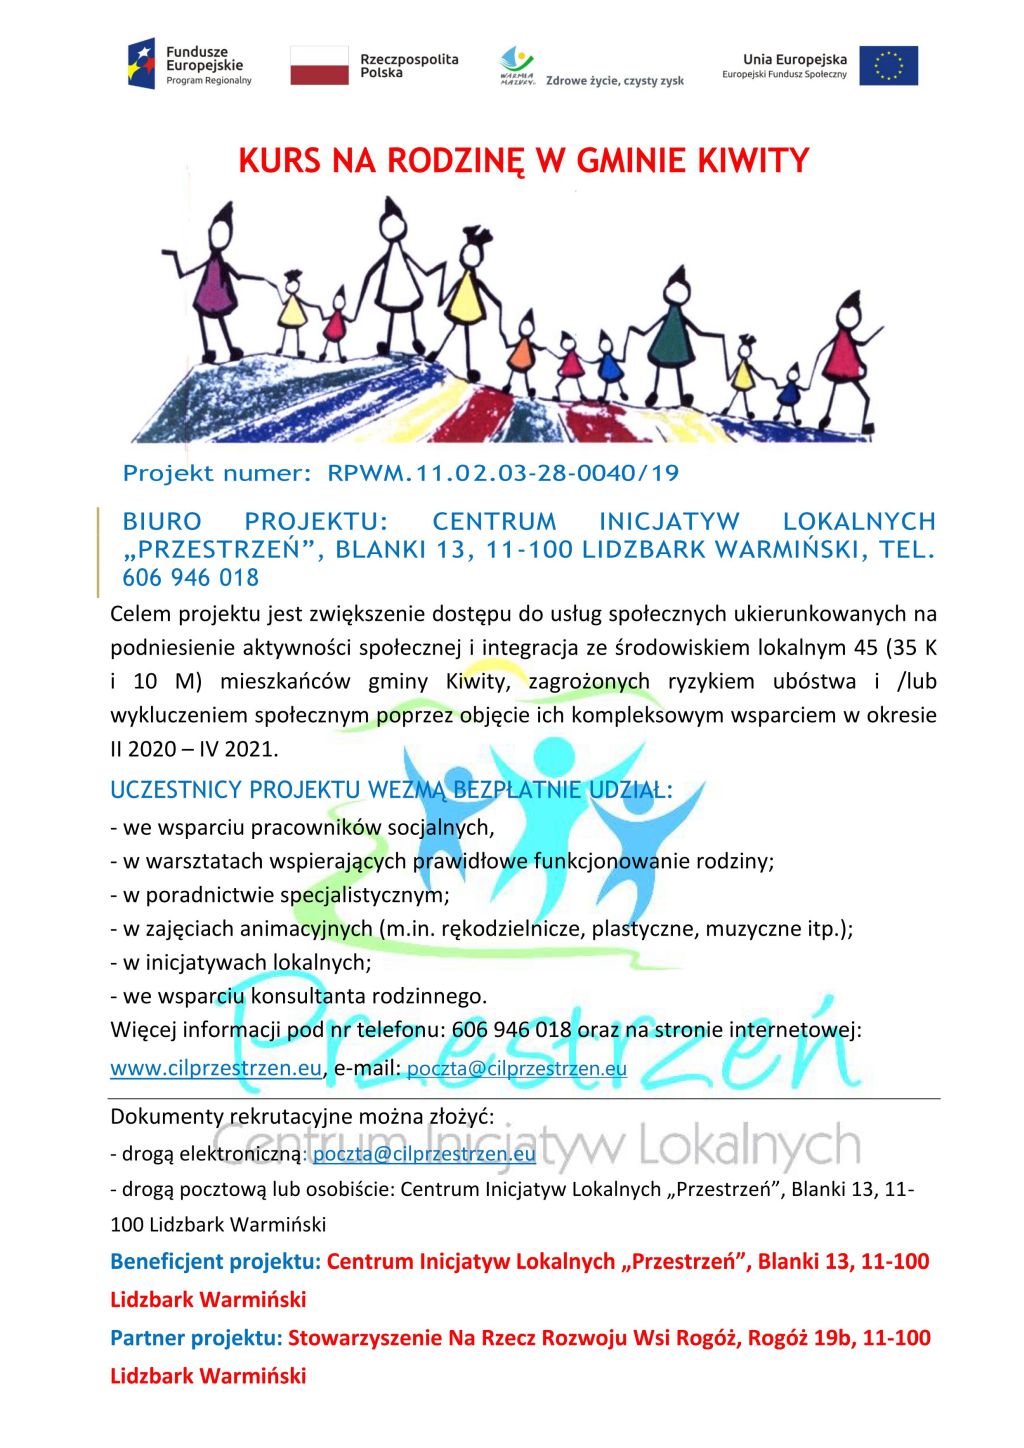 Fundusze
Europejskie
Program Regionalny
Rzeczpospolita
Polska
WARMIA
MAZURY
Zdrowe życie, czysty zysk
Unia Europejska
Europejski Fundusz Społeczny
KURS NA RODZINĘ W GMINIE KIWITY
Projekt numer: RPWM.11.02.03-28-0040/19
BIURO PROJEKTU: CENTRUM INICJATYW LOKALNYCH
„PRZESTRZEŃ”, BLANKI 13, 11-100 LIDZBARK WARMIŃSKI, TEL.
606 946 018
Celem projektu jest zwiększenie dostępu do usług społecznych ukierunkowanych na
podniesienie aktywności społecznej i integracja ze środowiskiem lokalnym 45 (35 K
i 10 M) mieszkańców gminy Kiwity, zagrożonych ryzykiem ubóstwa i /lub
wykluczeniem społecznym poprzez objęcie ich kompleksowym wsparciem w okresie
II 2020 – IV 2021.
UCZESTNICY PROJEKTU WEZMĄ BEZPŁATNIE UDZIAŁ:
- we wsparciu pracowników socjalnych,
- w warsztatach wspierających prawidłowe funkcjonowanie rodziny;
- w poradnictwie specjalistycznym;
- w zajęciach animacyjnych (m.in. rękodzielnicze, plastyczne, muzyczne itp.);
- w inicjatywach lokalnych;
- we wsparciu konsultanta rodzinnego.
Więcej informacji pod nr telefonu: 606 946 018 oraz na stronie internetowej:
www.cilprzestrzen.eu, e-mail: poczta@cilprzestrzen.eu
Przestrzeń
Centrum Inicjatyw Lokalnych
Dokumenty rekrutacyjne można złożyć:
- drogą elektroniczną: poczta@cilprzestrzen.eu
- drogą pocztową lub osobiście: Centrum Inicjatyw Lokalnych „Przestrzeń”, Blanki 13, 11-
100 Lidzbark Warmiński
Beneficjent projektu: Centrum Inicjatyw Lokalnych „Przestrzeń”, Blanki 13, 11-100
Lidzbark Warmiński
Partner projektu: Stowarzyszenie Na Rzecz Rozwoju Wsi Rogóż, Rogóż 19b, 11-100
Lidzbark Warmiński